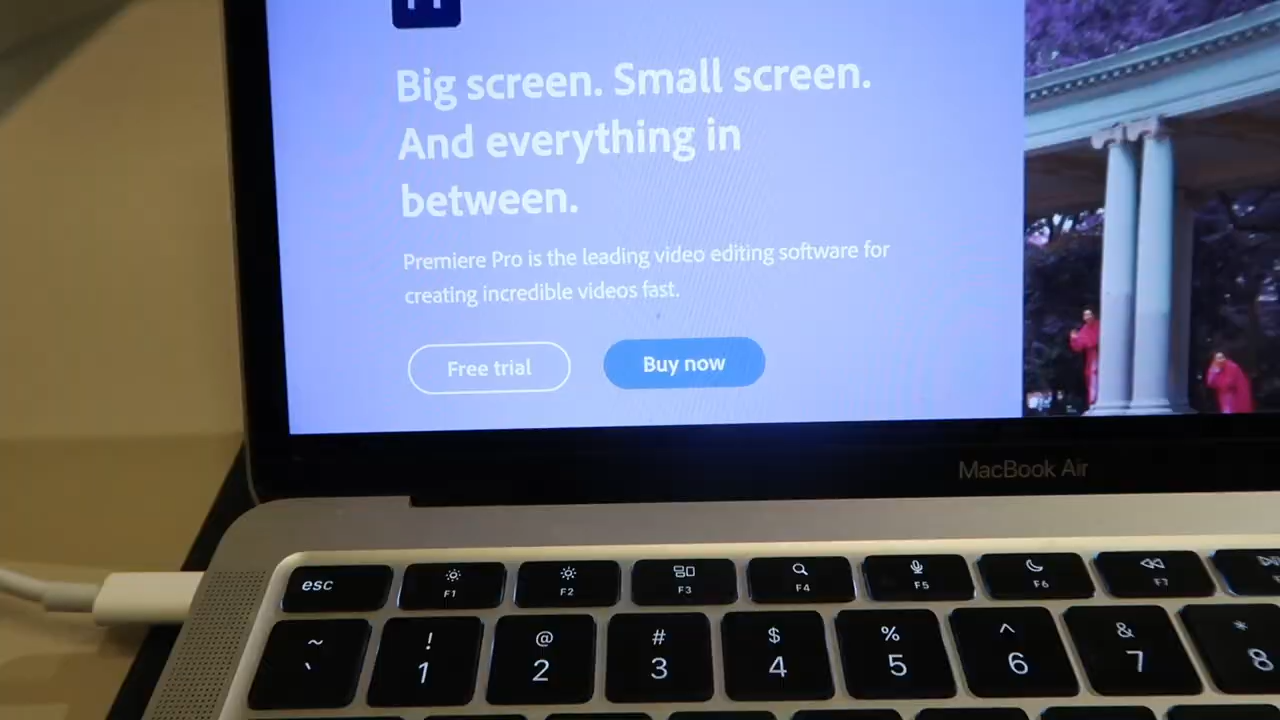 Big screen. Small screen.
And everything in
between.
Premiere Pro is the leading video editing software for
creating incredible videos fast.
Free trial
Buy now
MacBook Air
esc
F1
F2
F3
F4
F5
F6
F7
~
`
!
1
@
2
#
3
$
4
%
5
^
6
&
7
*
8